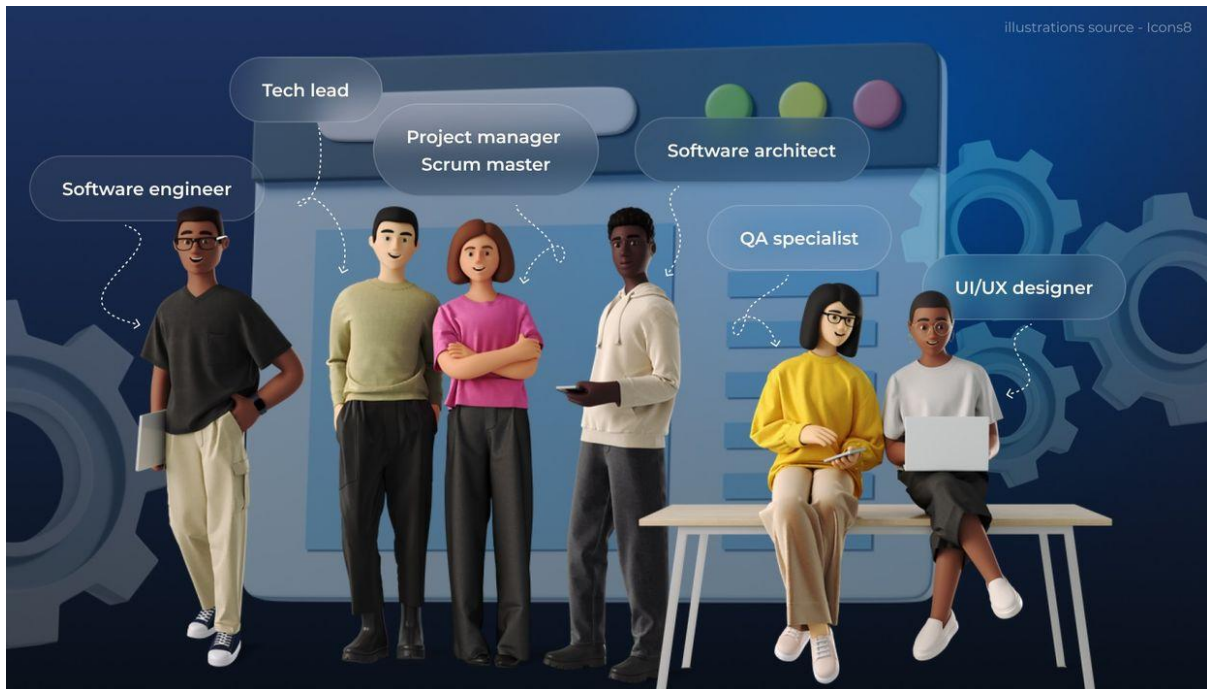 illustrations source - Icons8
Tech lead
Project manager
Scrum master
Software architect
Software engineer
QA specialist
UI/UX designer